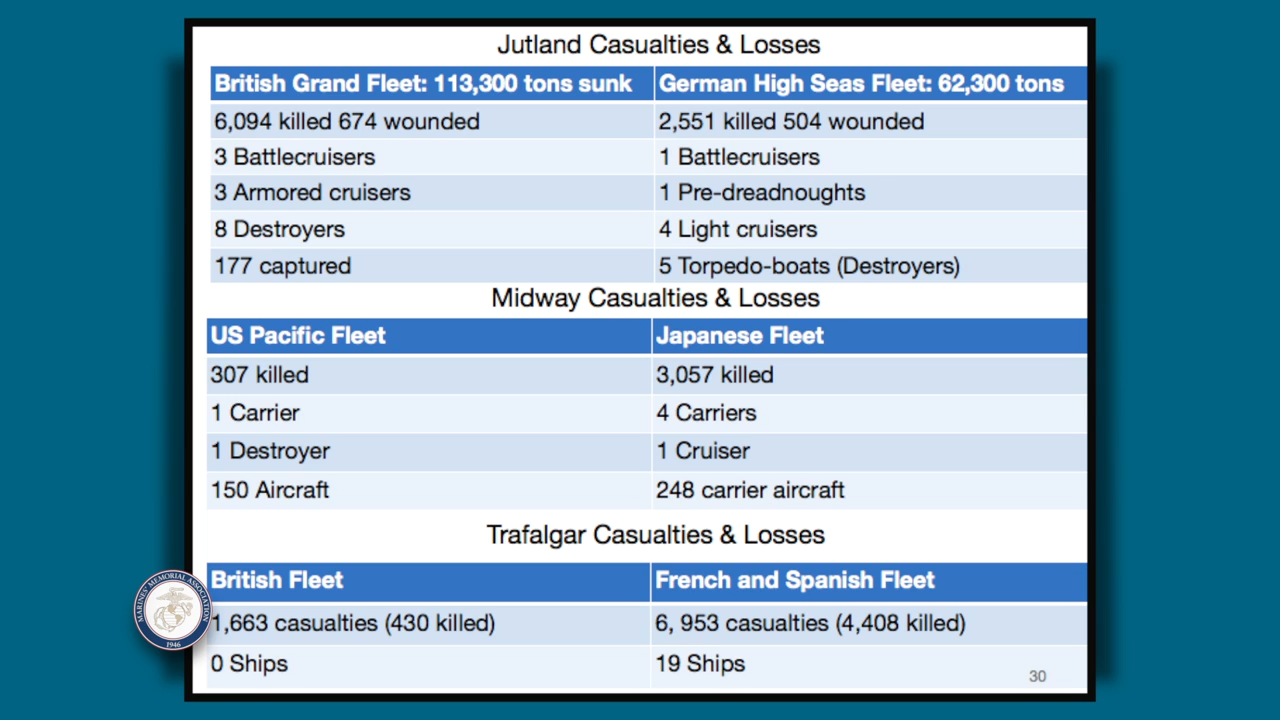 Jutland Casualties & Losses
British Grand Fleet: 113,300 tons sunk German High Seas Fleet: 62,300 tons
6,094 killed 674 wounded 2,551 killed 504 wounded
3 Battlecruisers 1 Battlecruisers
3 Armored cruisers 1 Pre-dreadnoughts
8 Destroyers 4 Light cruisers
177 captured 5 Torpedo-boats (Destroyers)
Midway Casualties & Losses
US Pacific Fleet Japanese Fleet
307 killed 3,057 killed
1 Carrier 4 Carriers
1 Destroyer 1 Cruiser
150 Aircraft 248 carrier aircraft
Trafalgar Casualties & Losses
British Fleet French and Spanish Fleet
1,663 casualties (430 killed) 6, 953 casualties (4,408 killed)
0 Ships 19 Ships
30
MARINES' MEMORIAL ASSOCIATION
1946